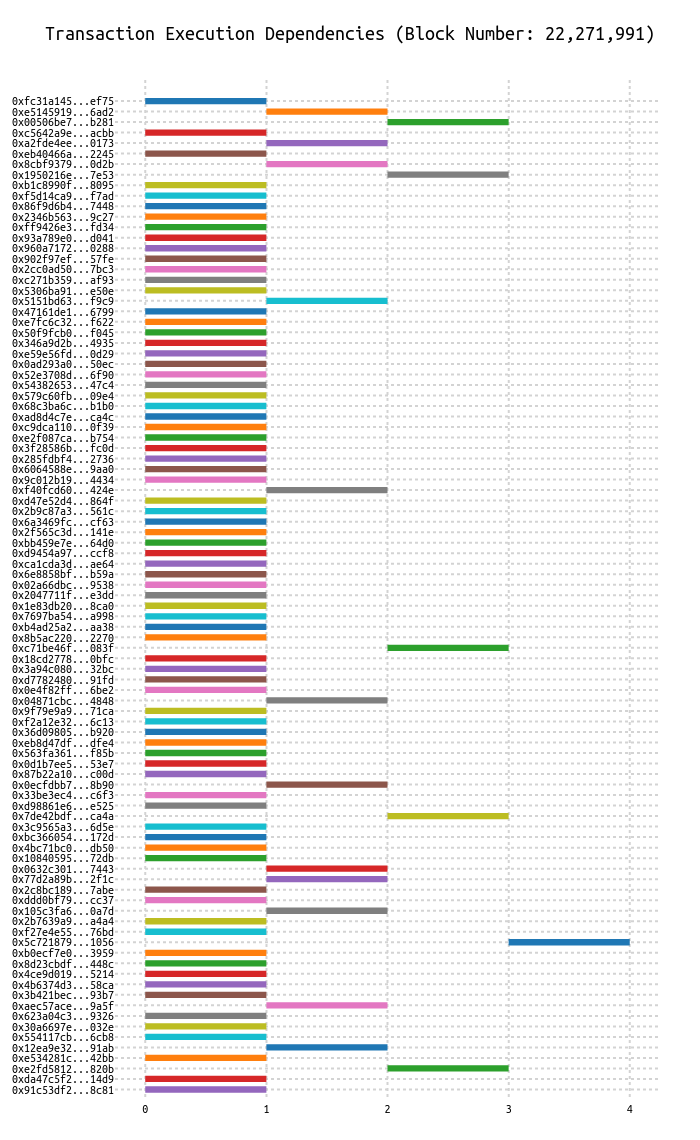 Transaction Execution Dependencies (Block Number: 22,271,991)
0xfc31a145...ef75
0xe5145919...6ad2
0x00506be7...b281
0xc5642a9e...acbb
0xa2fde4ee...0173
0xeb40466a...2245
0x8cbf9379...0d2b
0x1950216e...7e53
0xb1c8990f...8095
0xf5d14ca9...f7ad
0x86f9d6b4...7448
0x2346b563...9c27
0xff9426e3...fd34
0x93a789e0...d041
0x960a7172...0288
0x902f97ef...57fe
0x2cc0ad50...7bc3
0xc271b359...af93
0x5306ba91...e50e
0x5151bd63...f9c9
0x47161de1...6799
0xe7fc6c32...f622
0x50f9fcb0...f045
0x346a9d2b...4935
0xe59e56fd...0d29
0x0ad293a0...50ec
0x52e3708d...6f90
0x54382653...47c4
0x579c60fb...09e4
0x68c3ba6c...b1b0
0xad8d4c7e...ca4c
0xc9dca110...0f39
0xe2f087ca...b754
0x3f28586b...fc0d
0x285fdbf4...2736
0x6064588e...9aa0
0x9c012b19...4434
0xf40fcd60...424e
0xd47e52d4...864f
0x2b9c87a3...561c
0x6a3469fc...cf63
0x2f565c3d...141e
0xbb459e7e...64d0
0xd9454a97...ccf8
0xca1cda3d...ae64
0x6e8858bf...b59a
0x02a66dbc...9538
0x2047711f...e3dd
0x1e83db20...8ca0
0x7697ba54...a998
0xb4ad25a2...aa38
0x8b5ac220...2270
0xc71be46f...083f
0x18cd2778...0bfc
0x3a94c080...32bc
0xd7782480...91fd
0x0e4f82ff...6be2
0x04871cbc...4848
0x9f79e9a9...71ca
0xf2a12e32...6c13
0x36d09805...b920
0xeb8d47df...dfe4
0x563fa361...f85b
0x0d1b7ee5...53e7
0x87b22a10...c00d
0x0ecfdbb7...8b90
0x33be3ec4...c6f3
0xd98861e6...e525
0x7de42bdf...ca4a
0x3c9565a3...6d5e
0xbc366054...172d
0x4bc71bc0...db50
0x10840595...72db
0x0632c301...7443
0x77d2a89b...2f1c
0x2c8bc189...7abe
0xddd0bf79...cc37
0x105c3fa6...0a7d
0x2b7639a9...a4a4
0xf27e4e55...76bd
0x5c721879...1056
0xb0ecf7e0...3959
0x8d23cbdf...448c
0x4ce9d019...5214
0x4b6374d3...58ca
0x3b421bec...93b7
0xaec57ace...9a5f
0x623a04c3...9326
0x30a6697e...032e
0x554117cb...6cb8
0x12ea9e32...91ab
0xe534281c...42bb
0xe2fd5812...820b
0xda47c5f2...14d9
0x91c53df2...8c81
0 1 2 3 4